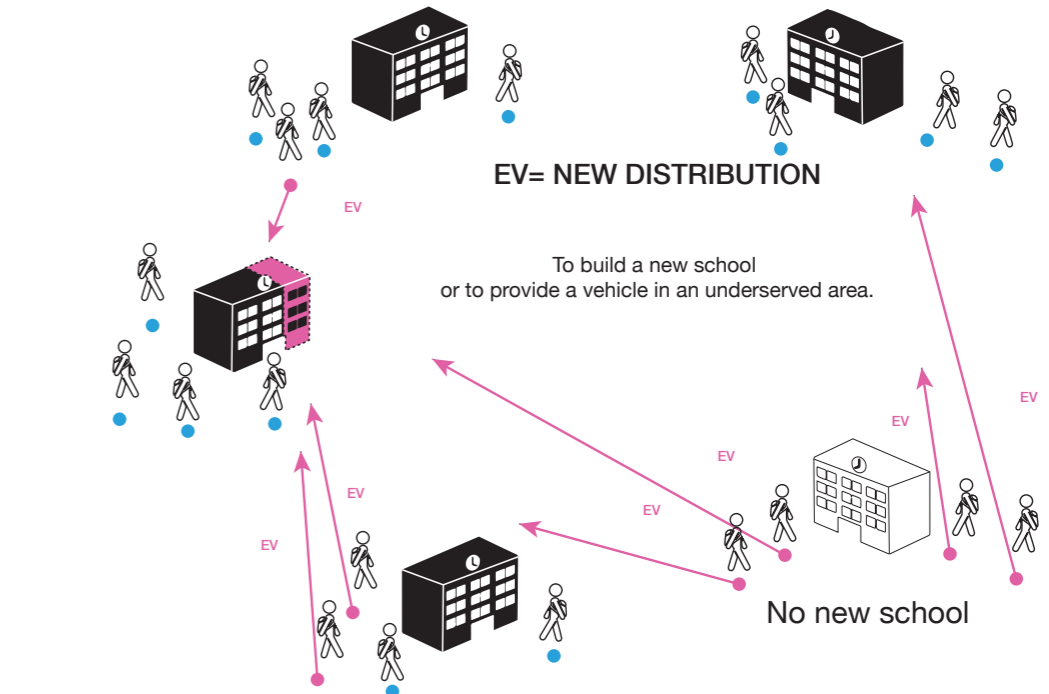 EV= NEW DISTRIBUTION
EV
To build a new school
or to provide a vehicle in an underserved area.
EV
EV
EV
EV
EV
EV
No new school